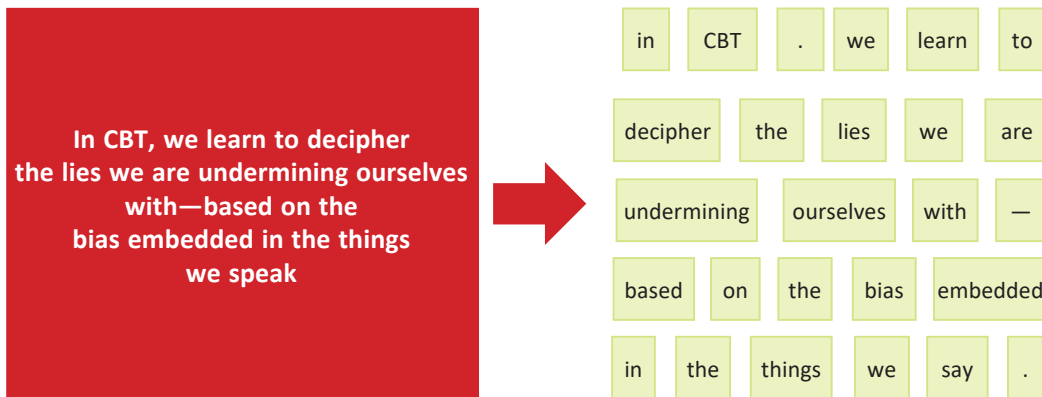 In CBT, we learn to decipher
the lies we are undermining ourselves
with—based on the
bias embedded in the things
we speak
in CBT . we learn to
decipher the lies we are
undermining ourselves with —
based on the bias embedded
in the things we say .